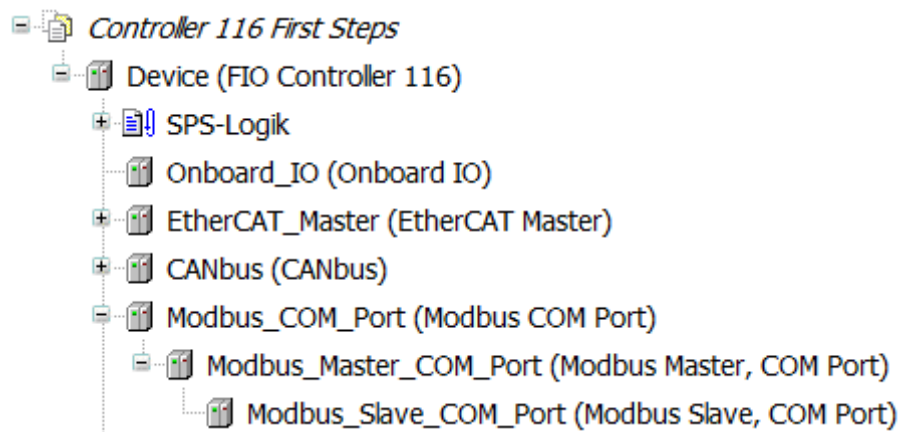 Controller 116 First Steps
Device (FIO Controller 116)
SPS-Logik
Onboard_IO (Onboard IO)
EtherCAT_Master (EtherCAT Master)
CANbus (CANbus)
Modbus_COM_Port (Modbus COM Port)
Modbus_Master_COM_Port (Modbus Master, COM Port)
Modbus_Slave_COM_Port (Modbus Slave, COM Port)